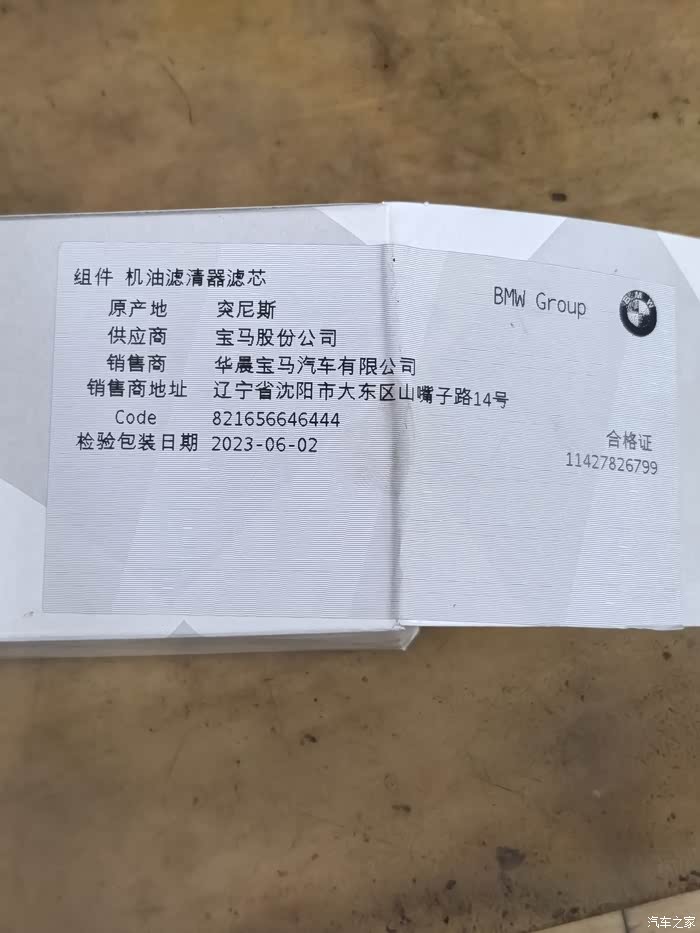 组件 机油滤清器滤芯
原产地 突尼斯
供应商 宝马股份公司
销售商 华晨宝马汽车有限公司
销售商地址 辽宁省沈阳市大东区山嘴子路14号
Code 821656646444
检验包装日期 2023-06-02
BMW Group
BMW
合格证
11427826799
汽车之家